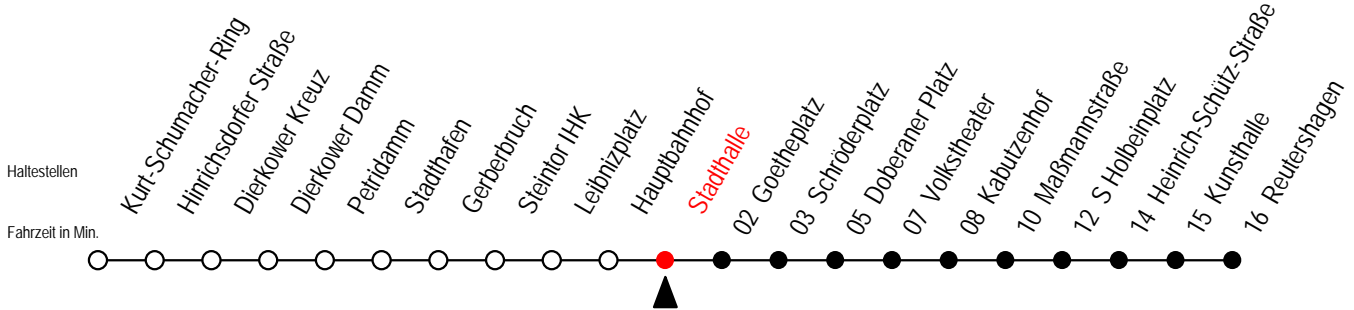 Haltestellen
Fahrzeit in Min.
Kurt-Schumacher-Ring
Hinrichsdorfer Straße
Dierkower Kreuz
Dierkower Damm
Petridamm
Stadthafen
Gerberbruch
Steintor IHK
Leibnizplatz
Hauptbahnhof
Stadthalle
02 Goetheplatz
03 Schröderplatz
05 Doberaner Platz
07 Volkstheater
08 Kabutzenhof
10 Maßmannstraße
12 S Holbeinplatz
14 Heinrich-Schütz-Straße
15 Kunsthalle
16 Reutershagen